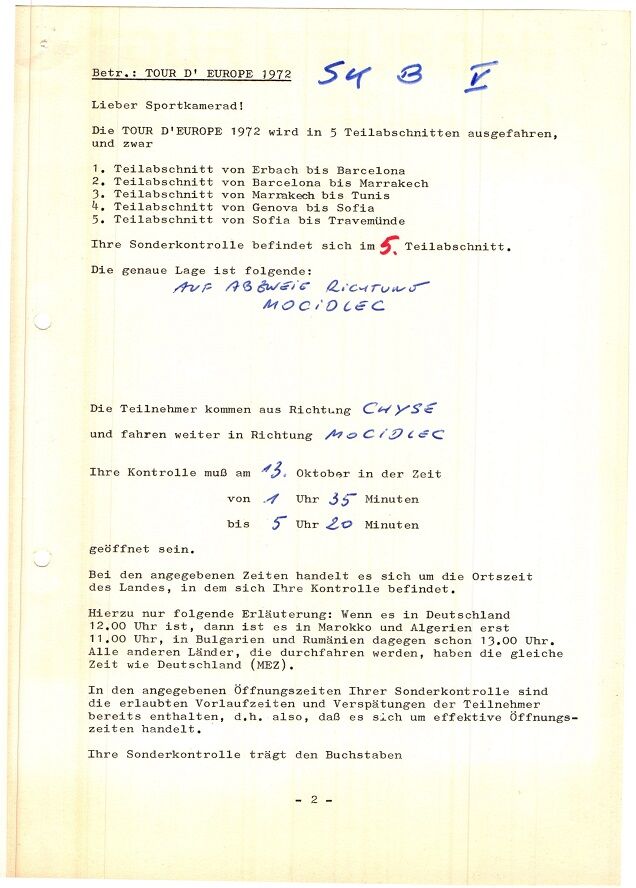 Betr.: TOUR D' EUROPE 1972 SK B V
Lieber Sportkamerad!
Die TOUR D'EUROPE 1972 wird in 5 Teilabschnitten ausgefahren,
und zwar
1. Teilabschnitt von Erbach bis Barcelona
2. Teilabschnitt von Barcelona bis Marrakech
3. Teilabschnitt von Marrakech bis Tunis
4. Teilabschnitt von Genova bis Sofia
5. Teilabschnitt von Sofia bis Travemünde
Ihre Sonderkontrolle befindet sich im 5. Teilabschnitt.
Die genaue Lage ist folgende:
AUF ABZWEIG RICHTUNG
MOCIDLEC
Die Teilnehmer kommen aus Richtung CHYSE
und fahren weiter in Richtung MOCIDLEC
Ihre Kontrolle muß am 13. Oktober in der Zeit
von 1 Uhr 35 Minuten
bis 5 Uhr 20 Minuten
geöffnet sein.
Bei den angegebenen Zeiten handelt es sich um die Ortszeit
des Landes, in dem sich Ihre Kontrolle befindet.
Hierzu nur folgende Erläuterung: Wenn es in Deutschland
12.00 Uhr ist, dann ist es in Marokko und Algerien erst
11.00 Uhr, in Bulgarien und Rumänien dagegen schon 13.00 Uhr.
Alle anderen Länder, die durchfahren werden, haben die gleiche
Zeit wie Deutschland (MEZ).
In den angegebenen Öffnungszeiten Ihrer Sonderkontrolle sind
die erlaubten Vorlaufzeiten und Verspätungen der Teilnehmer
bereits enthalten, d.h. also, daß es sich um effektive Öffnungs-
zeiten handelt.
Ihre Sonderkontrolle trägt den Buchstaben
- 2 -